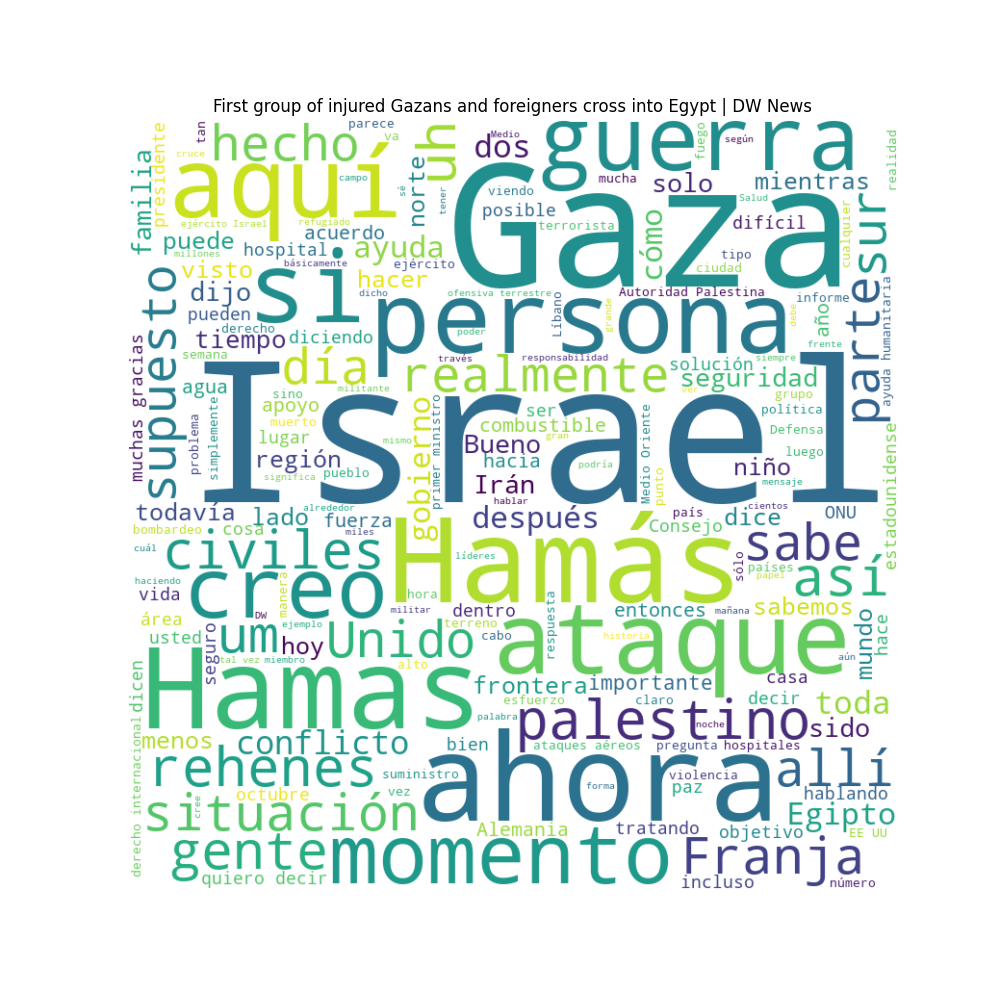 First group of injured Gazans and foreigners cross into Egypt | DW News
tan
parece
va
Medio
según
fuego
realidad
presidente
familia
hecho
uh
dos
guerra
cruce
aquí
campo
sé
tener
norte
viendo
posible
Gaza
mucha
solo
mientras
Salud
difícil
cualquier
sur
ejército Israel
refugiado
acuerdo
terrorista
cómo
puede
millones
hospital
ayuda
ejército
tipo
ciudad
básicamente
visto
si
dicho
hacer
persona
ofensiva terrestre
Líbano
grande
Autoridad Palestina
debe
informe
año
parte
ayuda humanitaria
supuesto
dijo
pueden
derecho
tiempo
diciendo
poder
frente
muchas gracias
semana
día
través
responsabilidad
solución
siempre
realmente
seguridad
grupo
ver
agua
sino
militante
apoyo
muerto
Israel
ser
política
combustible
Defensa
problema
simplemente
lugar
gobierno
primer ministro
mismo
Bueno
gran
Medio Oriente
luego
estadounidense
región
pueblo
significa
hacia
podría
punto
niño
mensaje
Irán
hablar
todavía
lado
alrededor
fuerza
después
país
cientos
dice
ONU
bombardeo
cosa
miles
Consejo
cuál
civiles
Hamás
líderes
sólo
sabe
países
papel
así
haciendo
vida
creo
hora
manera
DW
militar
dentro
respuesta
entonces
mañana
sabemos
área
ejemplo
terreno
usted
um
hoy
Unido
cabo
ataque
historia
mundo
hace
seguro
tal vez
miembro
alto
aún
dicen
Hamas
frontera
importante
casa
esfuerzo
claro
decir
toda
palabra
palestino
noche
sido
menos
conflicto
bien
ataques aéreos
pregunta
hospitales
derecho internacional
rehenes
suministro
ahora
violencia
paz
allí
vez
forma
hablando
octubre
cree
situación
Alemania
tratando
objetivo
Egipto
EE UU
gente
momento
Franja
quiero decir
incluso
número